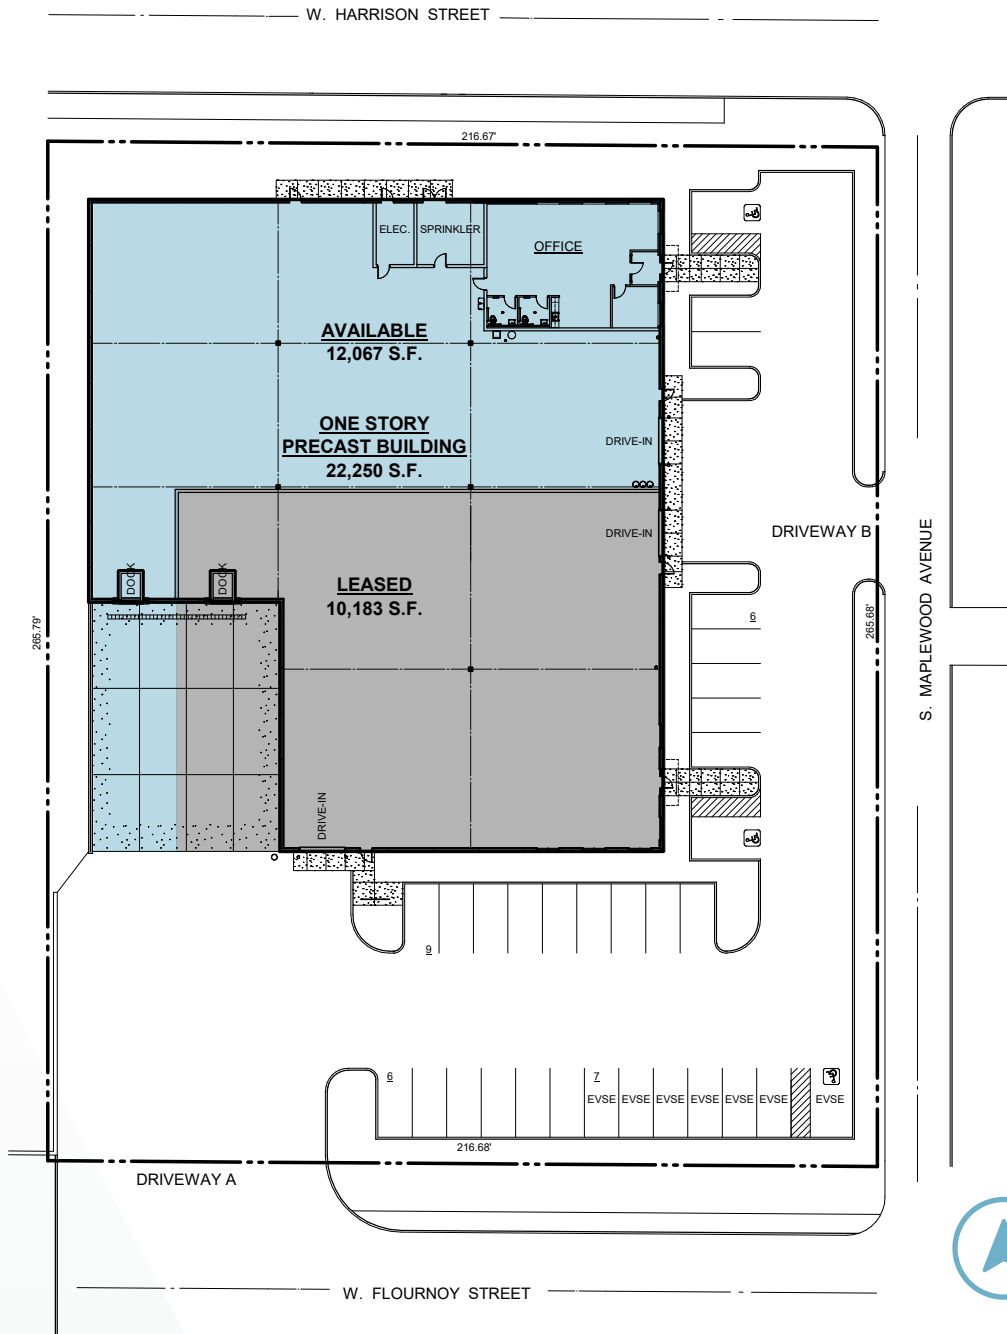 W. HARRISON STREET
216.67'
ELEC.
SPRINKLER
OFFICE
AVAILABLE
12,067 S.F.
ONE STORY
PRECAST BUILDING
22,250 S.F.
DRIVE-IN
DRIVE-IN
DRIVEWAY B
DOCK
DOCK
LEASED
10,183 S.F.
6
265.79'
265.68'
S. MAPLEWOOD AVENUE
DRIVE-IN
9
6
7
EVSE EVSE EVSE EVSE EVSE EVSE EVSE
216.68'
DRIVEWAY A
W. FLOURNOY STREET